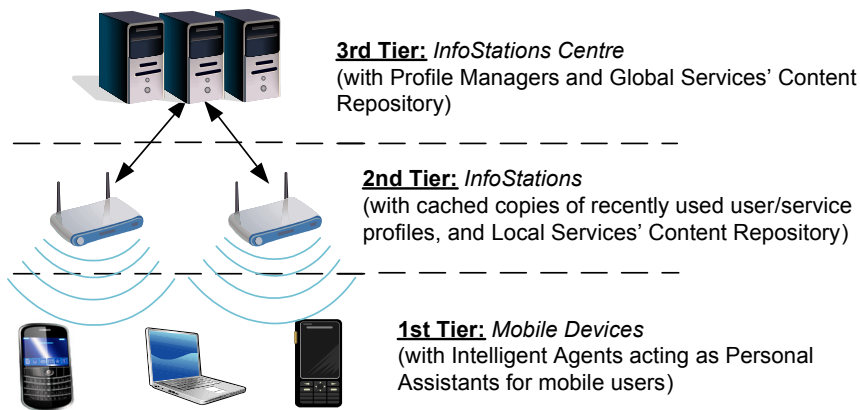 3rd Tier: InfoStations Centre
(with Profile Managers and Global Services’ Content
Repository)
2nd Tier: InfoStations
(with cached copies of recently used user/service
profiles, and Local Services’ Content Repository)
1st Tier: Mobile Devices
(with Intelligent Agents acting as Personal
Assistants for mobile users)